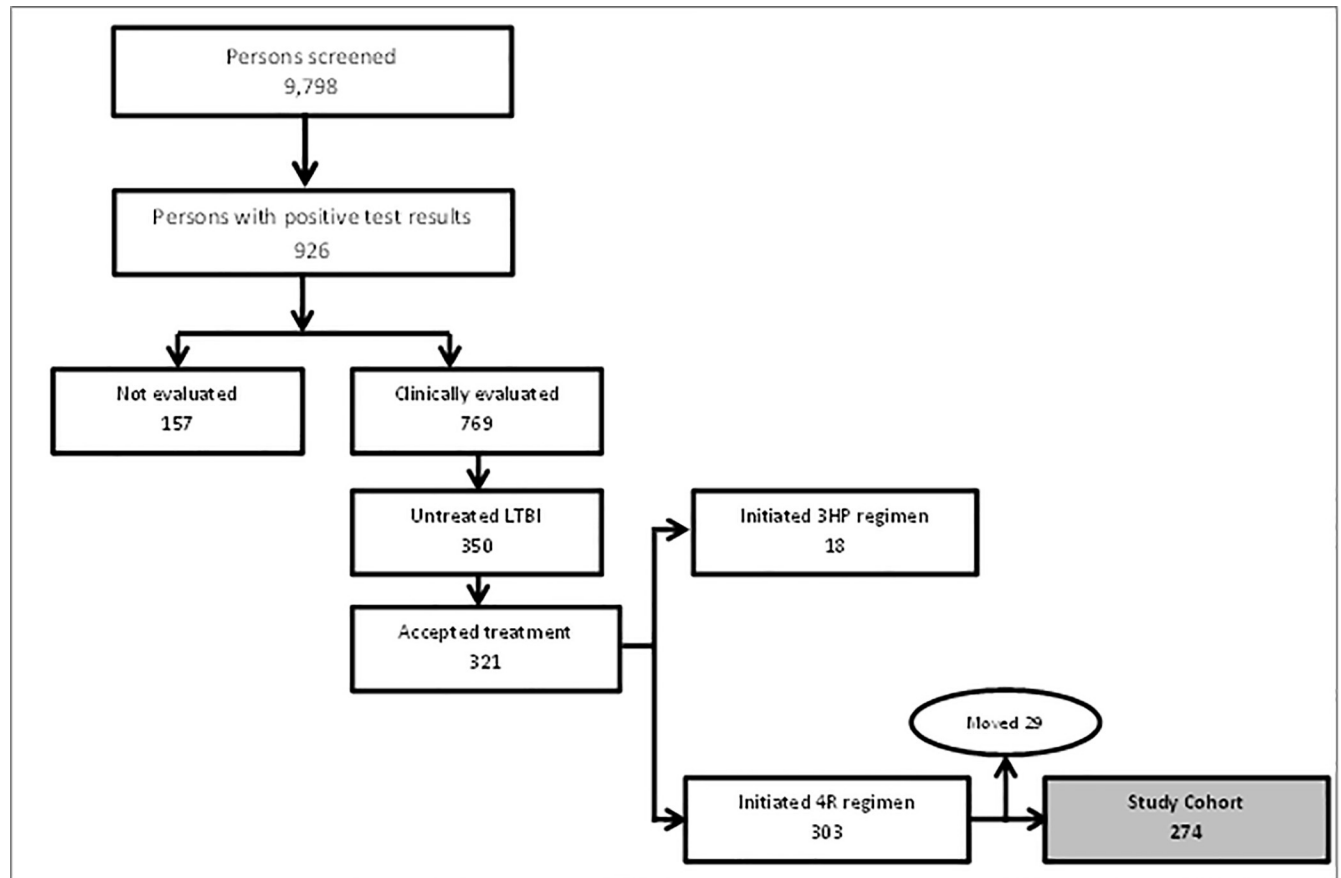 Persons screened
9,798
Persons with positive test results
926
Not evaluated
157
Clinically evaluated
769
Untreated LTBI
350
Initiated 3HP regimen
18
Accepted treatment
321
Moved 29
Initiated 4R regimen
303
Study Cohort
274